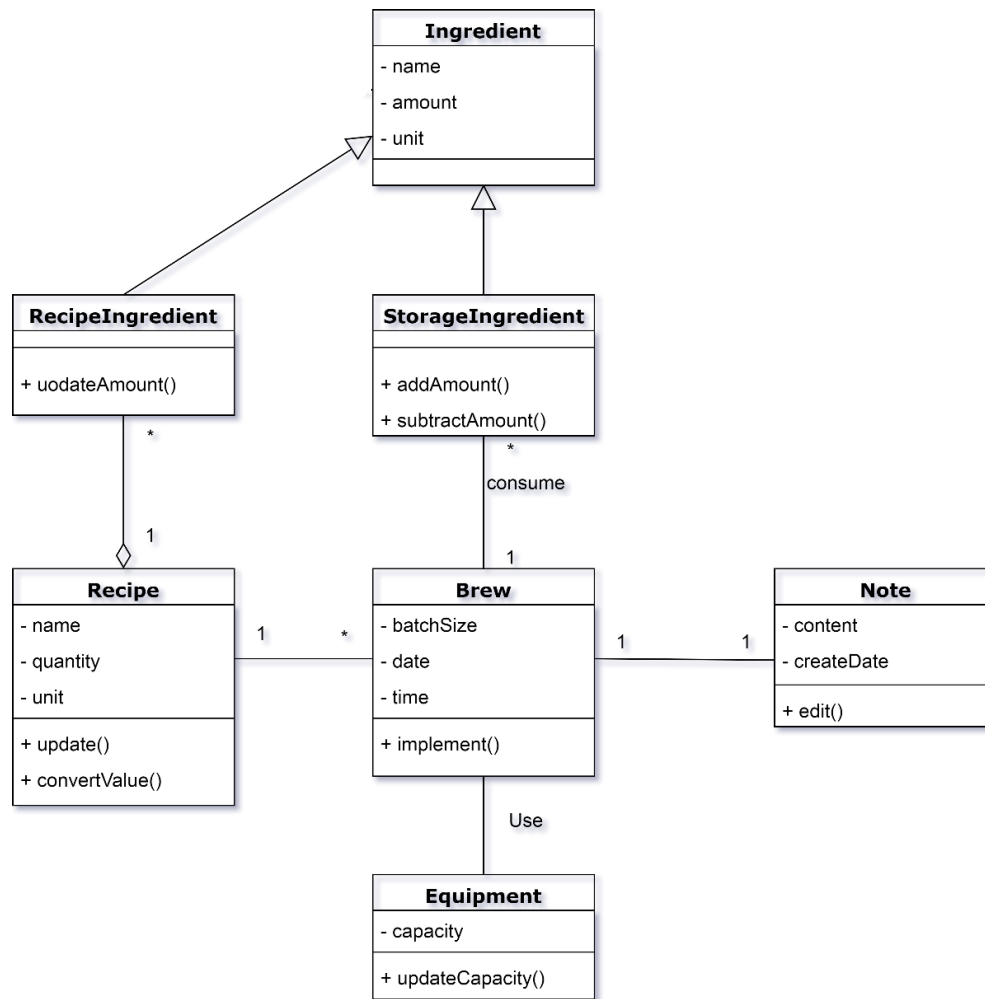 Ingredient
- name
- amount
- unit
RecipeIngredient
+ uodateAmount()
*
1
StorageIngredient
+ addAmount()
+ subtractAmount()
*
consume
1
Recipe
- name
- quantity
- unit
+ update()
+ convertValue()
1
*
Brew
- batchSize
- date
- time
+ implement()
1
1
Note
- content
- createDate
+ edit()
Use
Equipment
- capacity
+ updateCapacity()